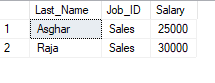 Last_Name Job_ID Salary
1 Asghar Sales 25000
2 Raja Sales 30000